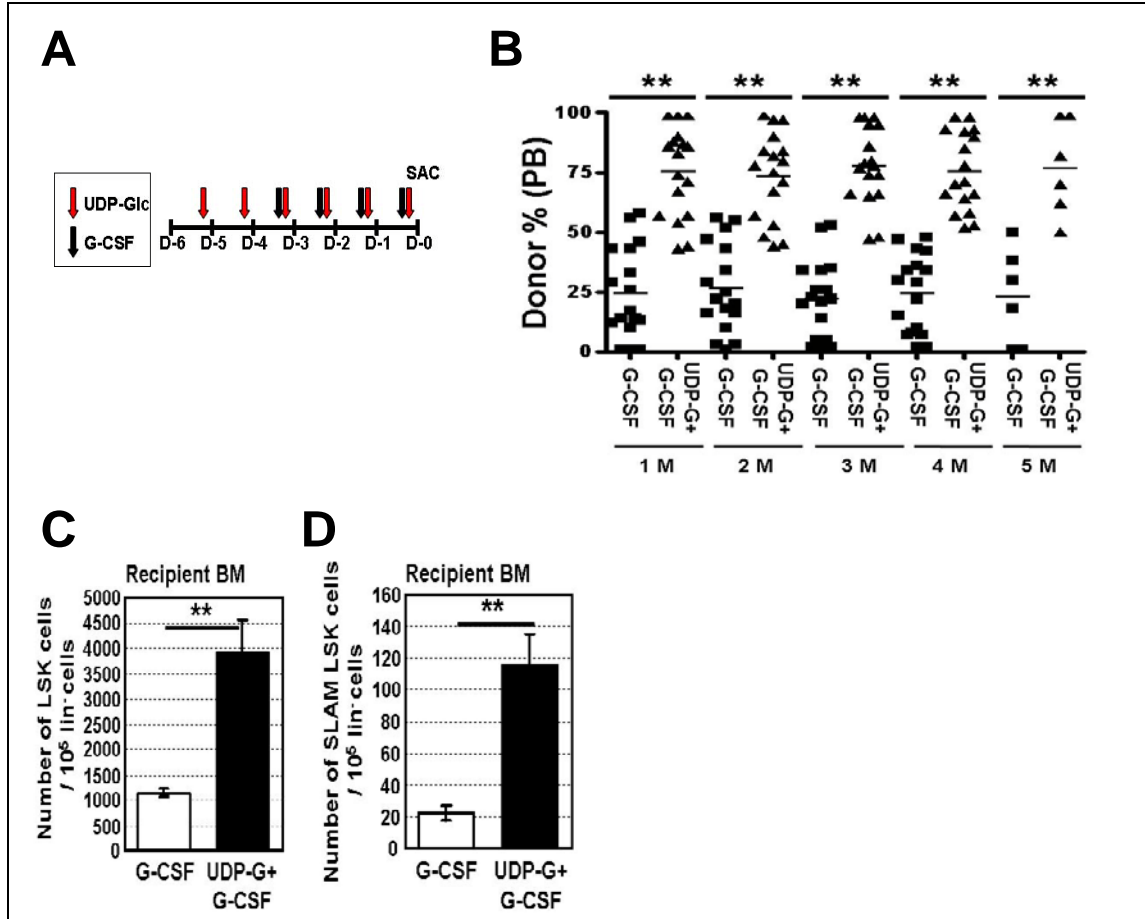 A
UDP-Glc
G-CSF
SAC
D-6 D-5 D-4 D-3 D-2 D-1 D-0
B
** ** ** ** **
Donor % (PB)
100
75
50
25
0
G-CSF
UDP-G+
G-CSF
G-CSF
UDP-G+
G-CSF
G-CSF
UDP-G+
G-CSF
G-CSF
UDP-G+
G-CSF
G-CSF
UDP-G+
G-CSF
1 M 2 M 3 M 4 M 5 M
C
Recipient BM
Number of LSK cells
/ 10⁵ lin⁻cells
5000
4500
4000
3500
3000
2500
2000
1500
1000
500
0
**
G-CSF UDP-G+
G-CSF
D
Recipient BM
Number of SLAM LSK cells
/ 10⁵ lin⁻cells
160
140
120
100
80
60
40
20
0
**
G-CSF UDP-G+
G-CSF